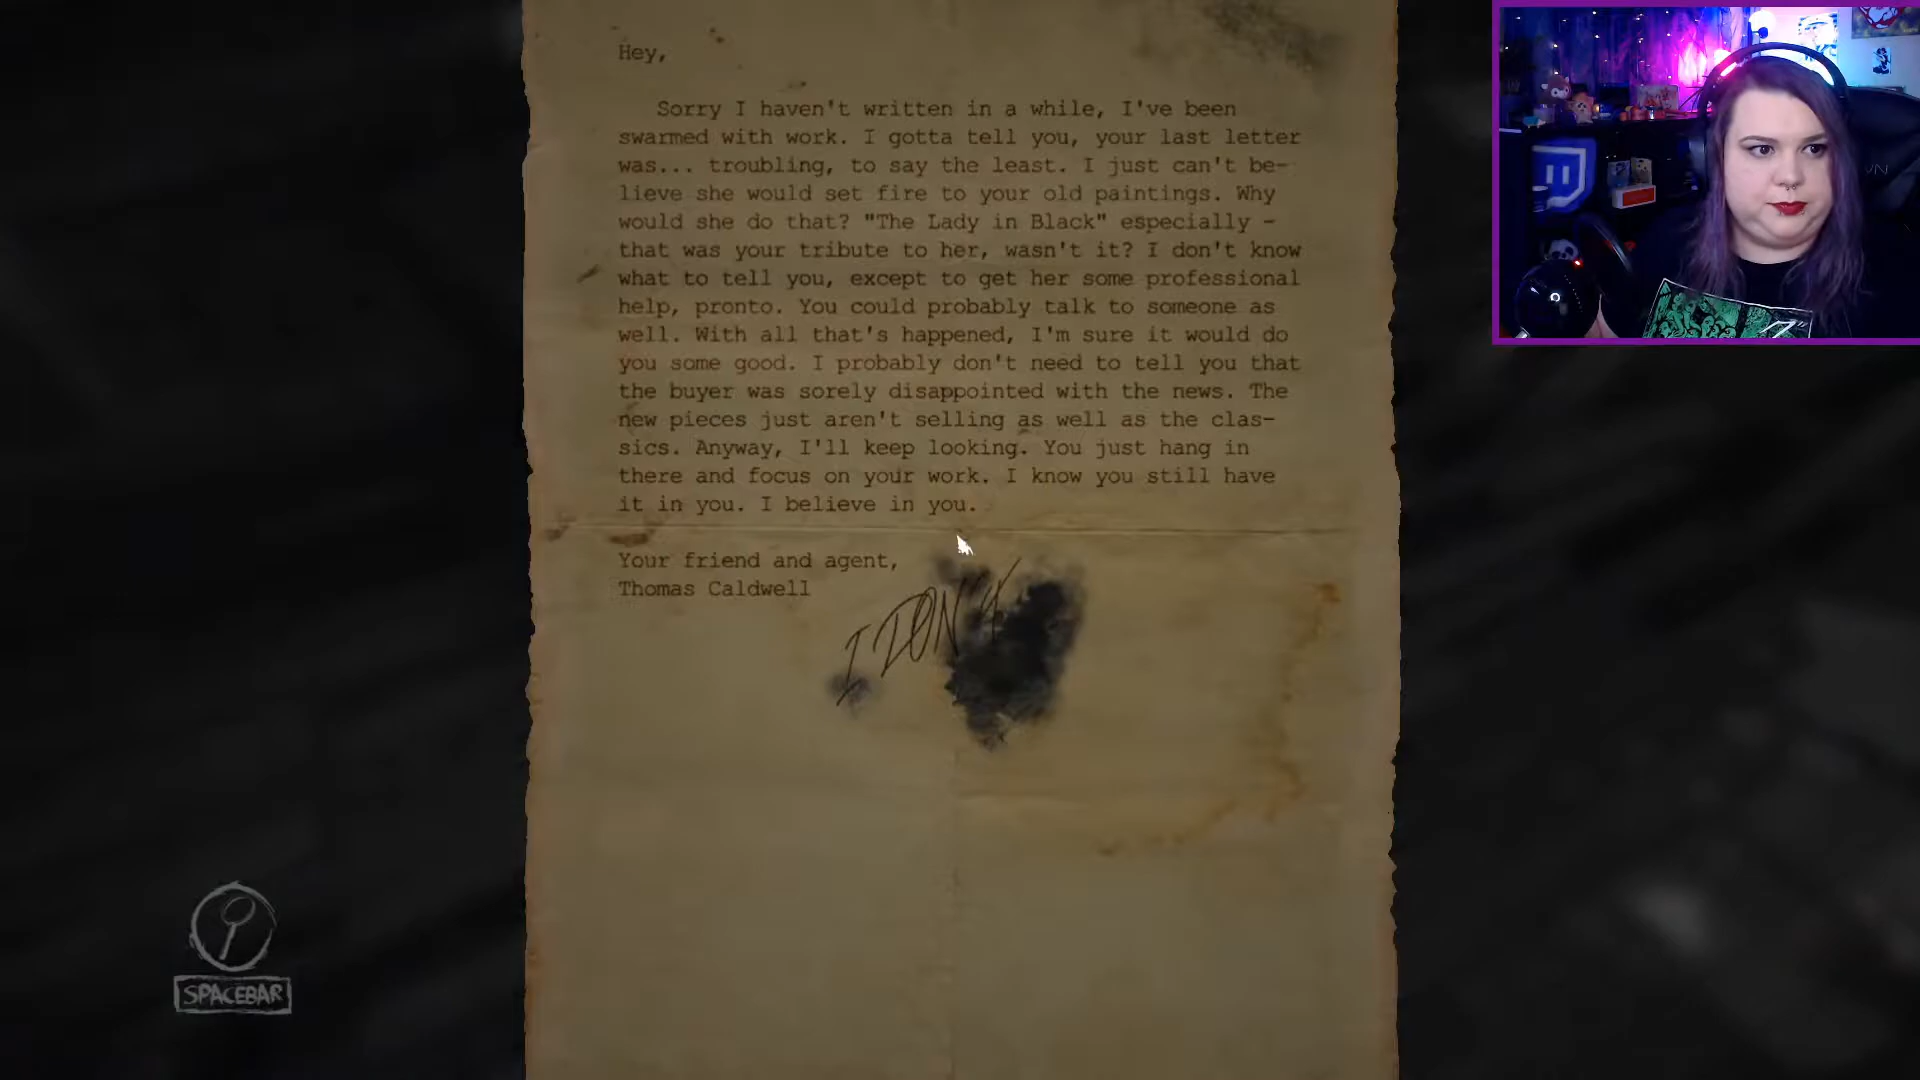 Hey,
Sorry I haven't written in a while, I've been
swarmed with work. I gotta tell you, your last letter
was... troubling, to say the least. I just can't be-
lieve she would set fire to your old paintings. Why
would she do that? "The Lady in Black" especially -
that was your tribute to her, wasn't it? I don't know
what to tell you, except to get her some professional
help, pronto. You could probably talk to someone as
well. With all that's happened, I'm sure it would do
you some good. I probably don't need to tell you that
the buyer was sorely disappointed with the news. The
new pieces just aren't selling as well as the clas-
sics. Anyway, I'll keep looking. You just hang in
there and focus on your work. I know you still have
it in you. I believe in you.
Your friend and agent,
Thomas Caldwell
I DON'T
SPACEBAR